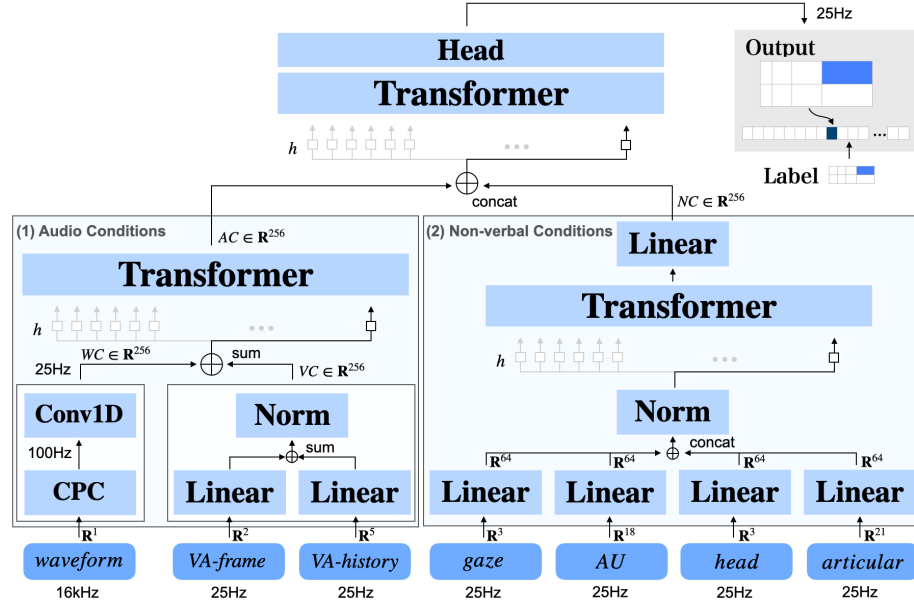 25Hz
Head
Transformer
Output
h
...
...
Label
concat
NC ∈ R^256
(1) Audio Conditions
AC ∈ R^256
(2) Non-verbal Conditions
Linear
Transformer
Transformer
h
...
WC ∈ R^256
25Hz
sum
VC ∈ R^256
h
...
Conv1D
Norm
Norm
100Hz
sum
concat
R^64
R^64
R^64
R^64
CPC
Linear
Linear
Linear
Linear
Linear
Linear
R^1
R^2
R^5
R^3
R^18
R^3
R^21
waveform
VA-frame
VA-history
gaze
AU
head
articular
16kHz
25Hz
25Hz
25Hz
25Hz
25Hz
25Hz